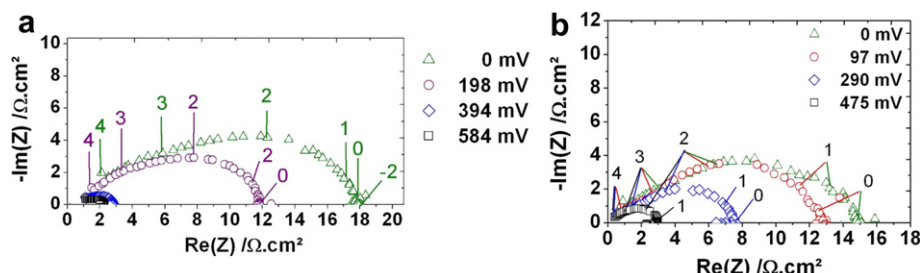 a
-Im(Z) /Ω.cm²
10
8
6
4
2
0
0 2 4 6 8 10 12 14 16 18 20
Re(Z) /Ω.cm²
4 4 3 3 2 2 1 0 -2
2 0
0 mV
198 mV
394 mV
584 mV
b
-Im(Z) /Ω.cm²
12
10
8
6
4
2
0
0 2 4 6 8 10 12 14 16 18
Re(Z) /Ω.cm²
4 3 2 1 0
1 1 0
0 mV
97 mV
290 mV
475 mV